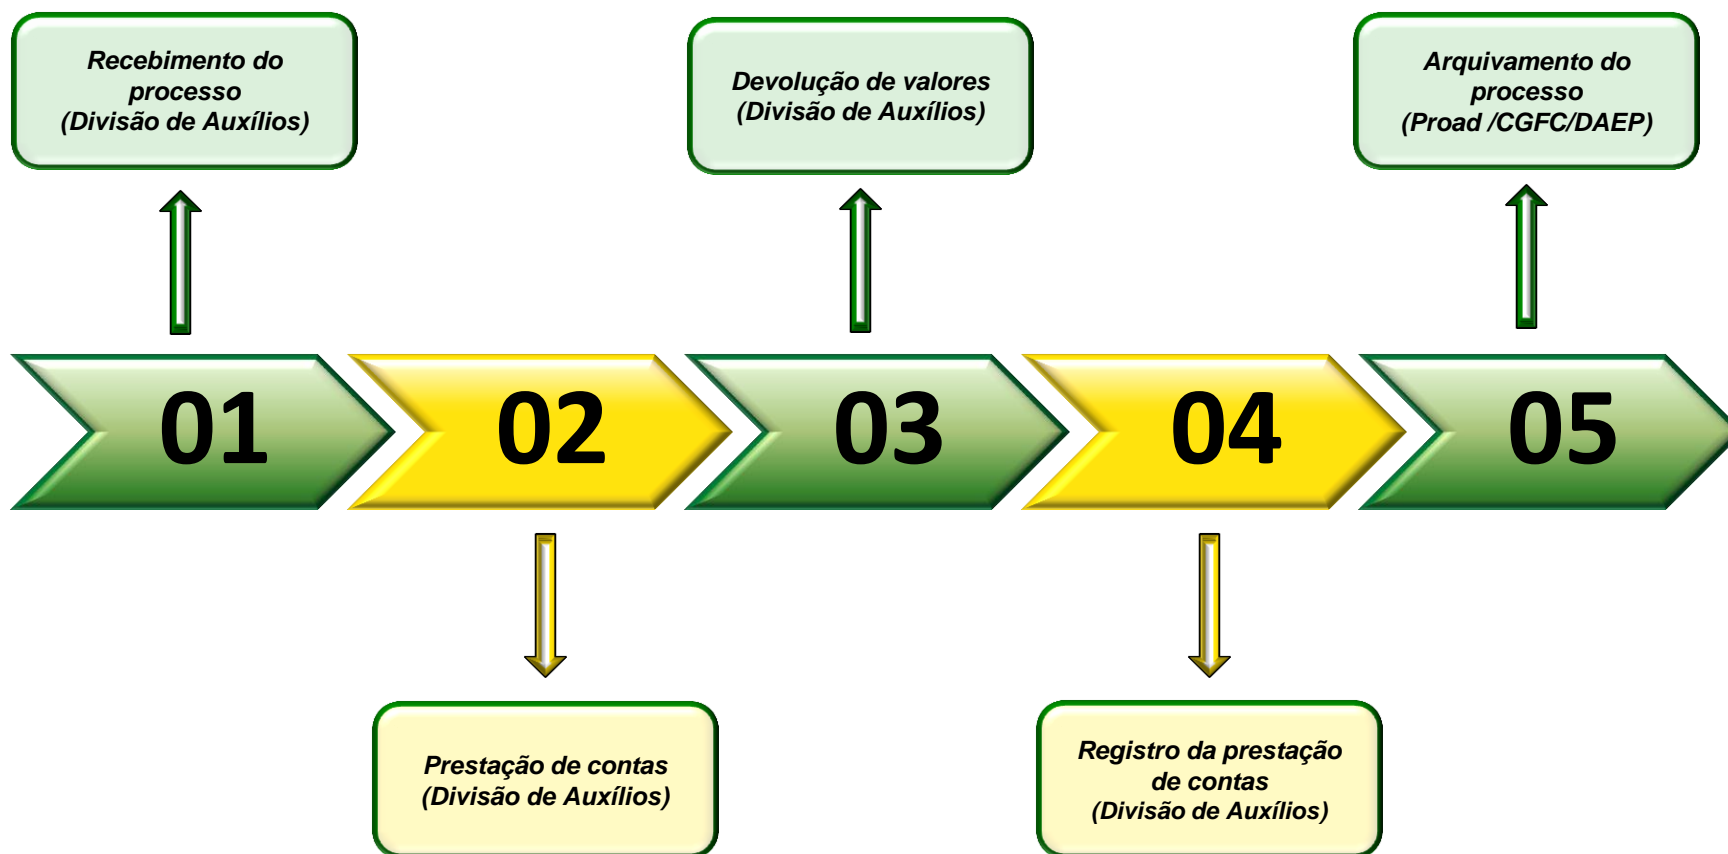 Recebimento do
processo
(Divisão de Auxílios)
Devolução de valores
(Divisão de Auxílios)
Arquivamento do
processo
(Proad /CGFC/DAEP)
01
02
03
04
05
Prestação de contas
(Divisão de Auxílios)
Registro da prestação
de contas
(Divisão de Auxílios)